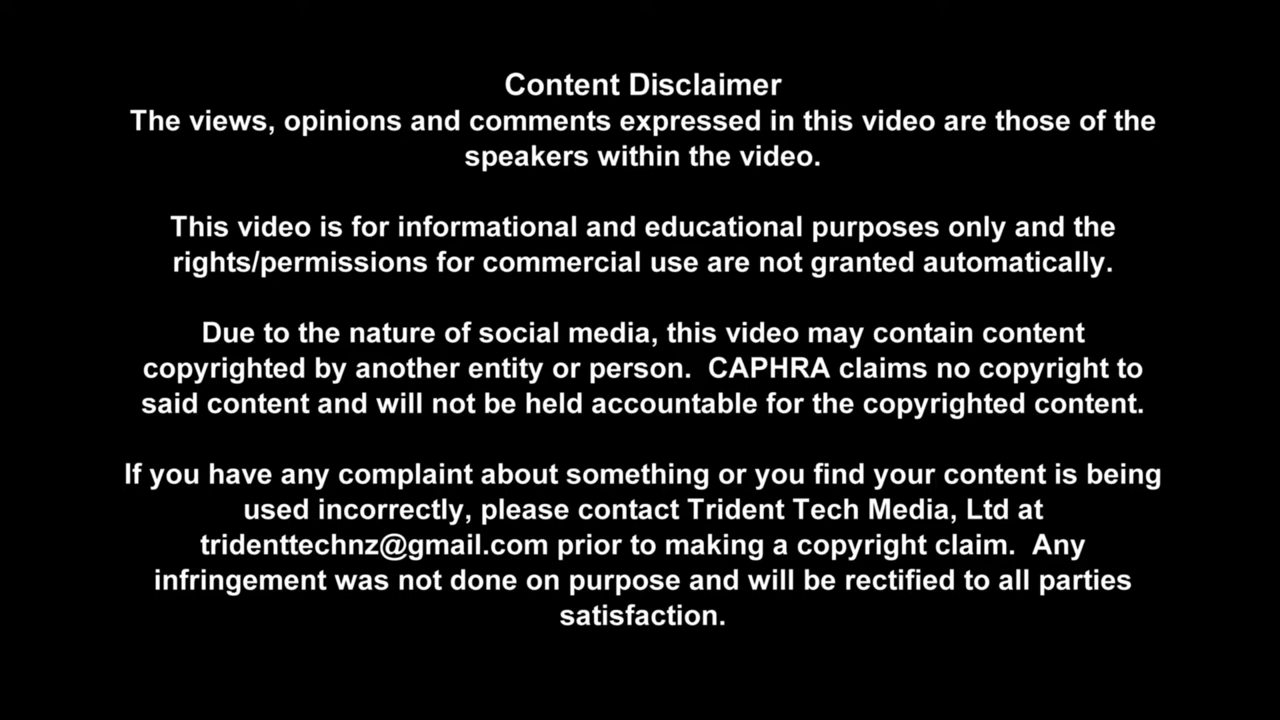 Content Disclaimer
The views, opinions and comments expressed in this video are those of the
speakers within the video.
This video is for informational and educational purposes only and the
rights/permissions for commercial use are not granted automatically.
Due to the nature of social media, this video may contain content
copyrighted by another entity or person.  CAPHRA claims no copyright to
said content and will not be held accountable for the copyrighted content.
If you have any complaint about something or you find your content is being
used incorrectly, please contact Trident Tech Media, Ltd at
tridenttechnz@gmail.com prior to making a copyright claim.  Any
infringement was not done on purpose and will be rectified to all parties
satisfaction.